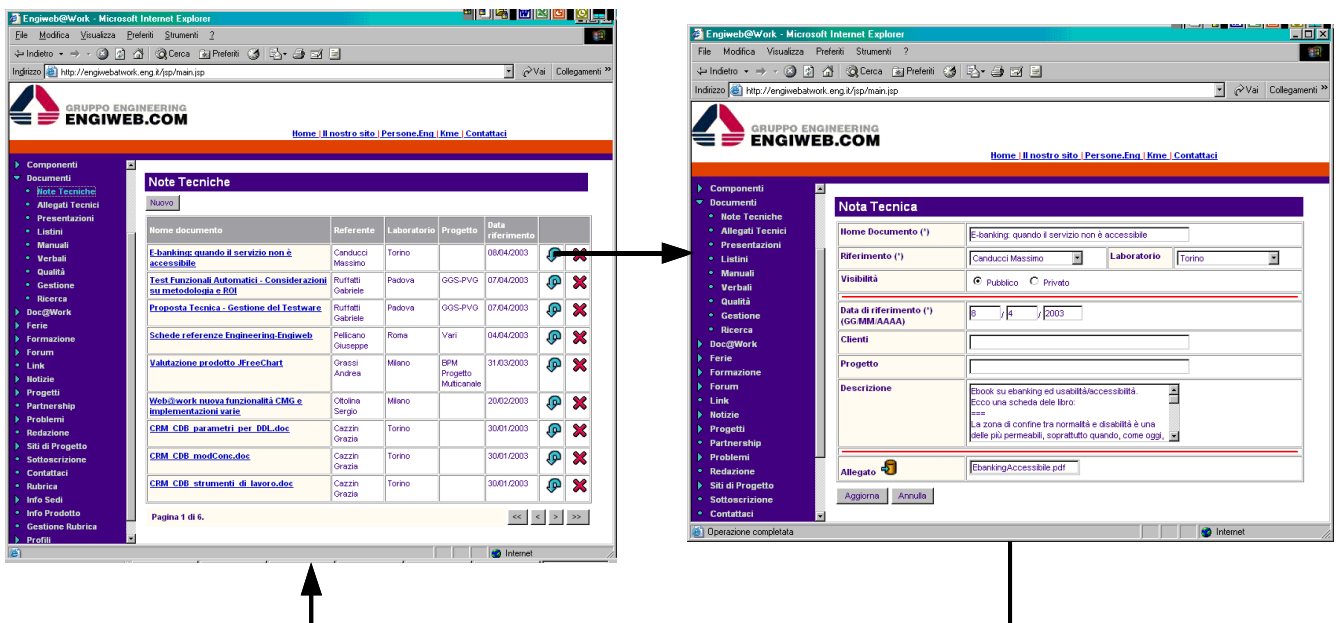 Engiweb@Work - Microsoft Internet Explorer
File Modifica Visualizza Preferiti Strumenti ?
Indietro Cerca Preferiti
Indirizzo http://engiwebatwork.eng.it/jsp/main.jsp Vai Collegamenti »
GRUPPO ENGINEERING
ENGIWEB.COM
Home | Il nostro sito | Persone.Eng | Kme | Contattaci
Componenti
Documenti
Note Tecniche
Allegati Tecnici
Presentazioni
Listini
Manuali
Verbali
Qualità
Gestione
Ricerca
Doc@Work
Ferie
Formazione
Forum
Link
Notizie
Progetti
Partnership
Problemi
Redazione
Siti di Progetto
Sottoscrizione
Contattaci
Rubrica
Info Sedi
Info Prodotto
Gestione Rubrica
Profili
Note Tecniche
Nuovo
Nome documento Referente Laboratorio Progetto Data riferimento
E-banking: quando il servizio non è accessibile Canducci Massimo Torino 08/04/2003
Test Funzionali Automatici - Considerazioni su metodologia e ROI Ruffatti Gabriele Padova GGS-PVG 07/04/2003
Proposta Tecnica - Gestione del Testware Ruffatti Gabriele Padova GGS-PVG 07/04/2003
Schede referenze Engineering-Engiweb Pellicano Giuseppe Roma Vari 04/04/2003
Valutazione prodotto JFreeChart Grassi Andrea Milano BPM Progetto Multicanale 31/03/2003
Web@work nuova funzionalità CMG e implementazioni varie Ottolina Sergio Milano 20/02/2003
CRM_CDB_parametri_per_DDL.doc Cazzin Grazia Torino 30/01/2003
CRM_CDB_modConc.doc Cazzin Grazia Torino 30/01/2003
CRM_CDB_strumenti_di_lavoro.doc Cazzin Grazia Torino 30/01/2003
Pagina 1 di 6. << < > >>
Internet
Engiweb@Work - Microsoft Internet Explorer
File Modifica Visualizza Preferiti Strumenti ?
Indietro Cerca Preferiti
Indirizzo http://engiwebatwork.eng.it/jsp/main.jsp Vai Collegamenti »
GRUPPO ENGINEERING
ENGIWEB.COM
Home | Il nostro sito | Persone.Eng | Kme | Contattaci
Componenti
Documenti
Note Tecniche
Allegati Tecnici
Presentazioni
Listini
Manuali
Verbali
Qualità
Gestione
Ricerca
Doc@Work
Ferie
Formazione
Forum
Link
Notizie
Progetti
Partnership
Problemi
Redazione
Siti di Progetto
Sottoscrizione
Contattaci
Nota Tecnica
Nome Documento (*) E-banking: quando il servizio non è accessibile
Riferimento (*) Canducci Massimo Laboratorio Torino
Visibilità Pubblico Privato
Data di riferimento (*) 8 / 4 / 2003
(GG/MM/AAAA)
Clienti
Progetto
Descrizione Ebook su ebanking ed usabilità/accessibilità.
Ecco una scheda dele libro:
===
La zona di confine tra normalità e disabilità è una
delle più permeabili, soprattutto quando, come oggi,
Allegato EbankingAccessibile.pdf
Aggiorna Annulla
Operazione completata Internet